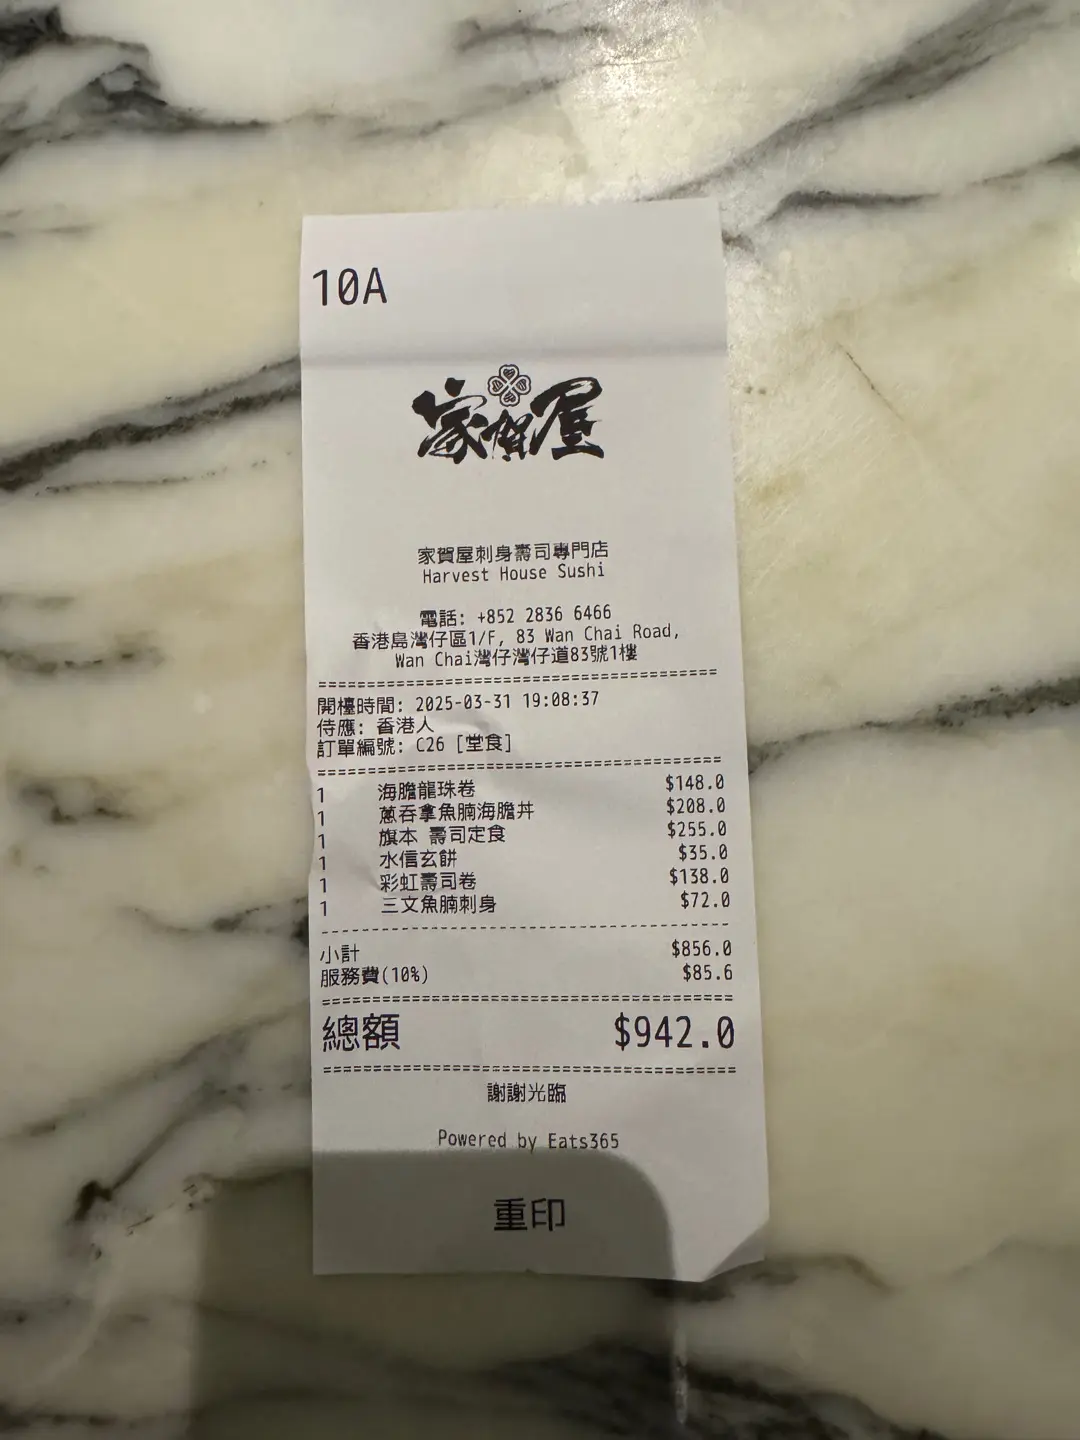 10A
家賀屋
家賀屋刺身壽司專門店
Harvest House Sushi
電話: +852 2836 6466
香港島灣仔區1/F, 83 Wan Chai Road,
Wan Chai灣仔灣仔道83號1樓
開檯時間: 2025-03-31 19:08:37
侍應: 香港人
訂單編號: C26 [堂食]
1 海膽龍珠卷 $148.0
1 蔥吞拿魚腩海膽丼 $208.0
1 旗本 壽司定食 $255.0
1 水信玄餅 $35.0
1 彩虹壽司卷 $138.0
1 三文魚腩刺身 $72.0
小計 $856.0
服務費(10%) $85.6
總額 $942.0
謝謝光臨
Powered by Eats365
重印